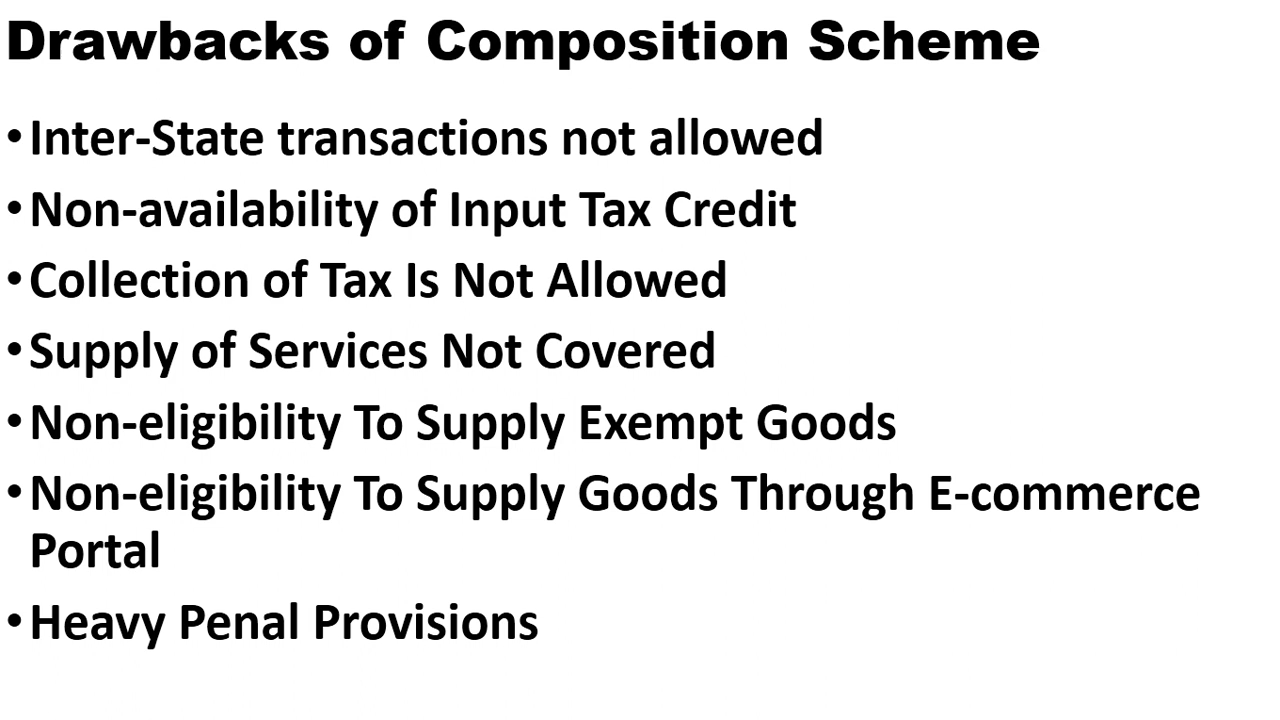 Drawbacks of Composition Scheme
•Inter-State transactions not allowed
•Non-availability of Input Tax Credit
•Collection of Tax Is Not Allowed
•Supply of Services Not Covered
•Non-eligibility To Supply Exempt Goods
•Non-eligibility To Supply Goods Through E-commerce
Portal
•Heavy Penal Provisions